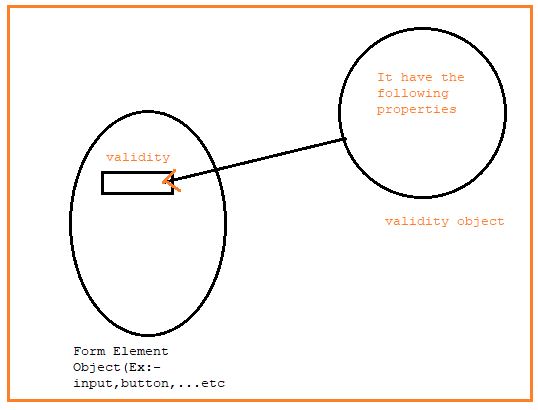 It have the
following
properties
validity
validity object
Form Element
Object(Ex:-
input,button,...etc